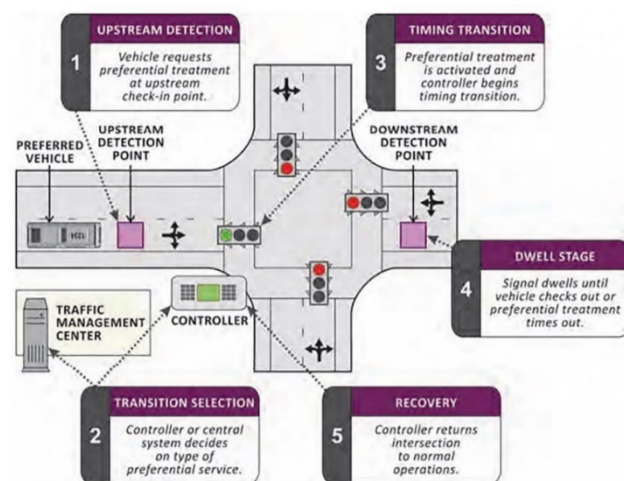 1
UPSTREAM DETECTION
Vehicle requests
preferential treatment
at upstream
check-in point.
3
TIMING TRANSITION
Preferential treatment
is activated and
controller begins
timing transition.
PREFERRED
VEHICLE
UPSTREAM
DETECTION
POINT
DOWNSTREAM
DETECTION
POINT
4
DWELL STAGE
Signal dwells until
vehicle checks out or
preferential treatment
times out.
TRAFFIC
MANAGEMENT
CENTER
CONTROLLER
2
TRANSITION SELECTION
Controller or central
system decides
on type of
preferential service.
5
RECOVERY
Controller returns
intersection
to normal
operations.